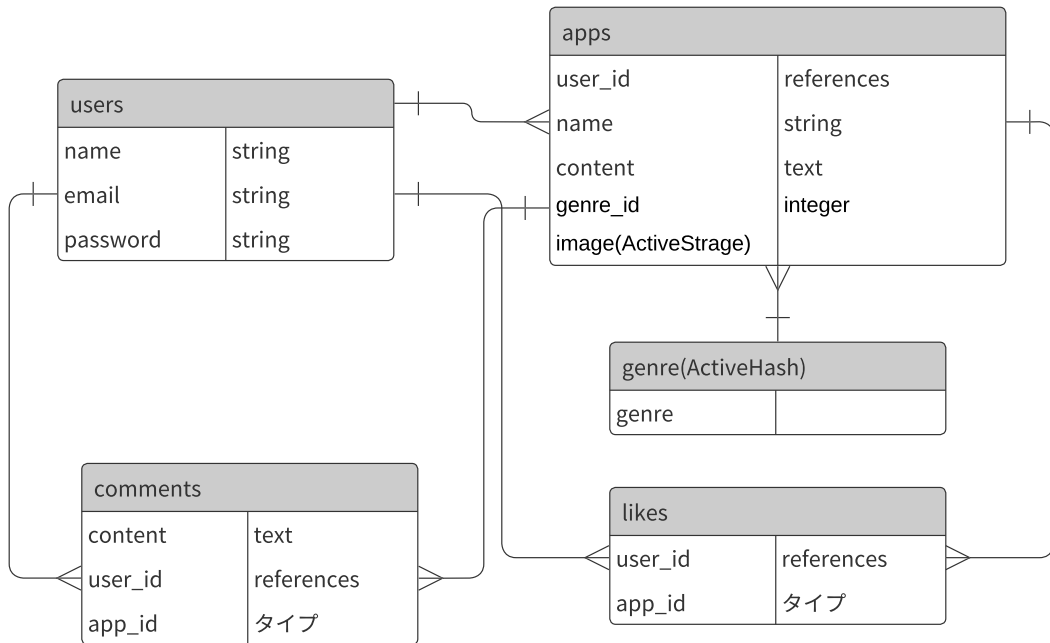 users
name string
email string
password string
apps
user_id references
name string
content text
genre_id integer
image(ActiveStrage)
genre(ActiveHash)
genre
comments
content text
user_id references
app_id タイプ
likes
user_id references
app_id タイプ